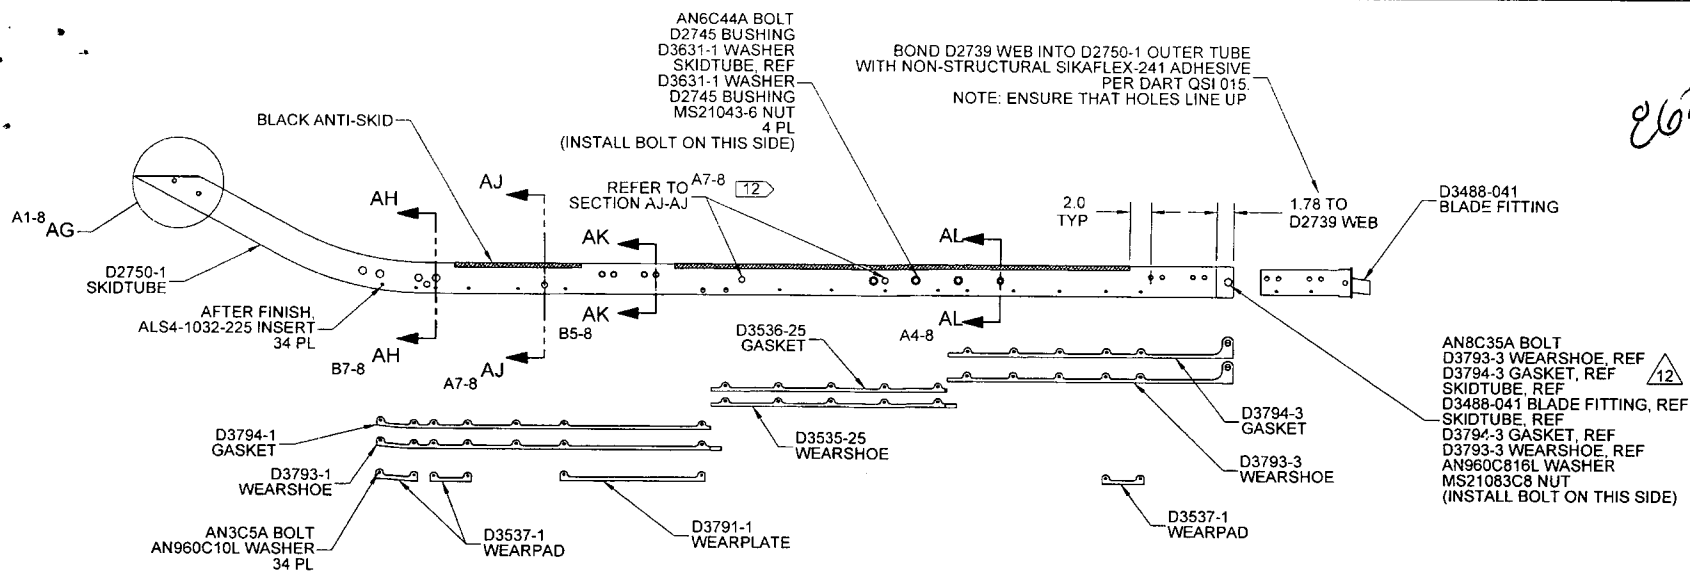 AN6C44A BOLT
D2745 BUSHING
D3631-1 WASHER
SKIDTUBE, REF
D3631-1 WASHER
D2745 BUSHING
MS21043-6 NUT
4 PL
(INSTALL BOLT ON THIS SIDE)
BOND D2739 WEB INTO D2750-1 OUTER TUBE
WITH NON-STRUCTURAL SIKAFLEX-241 ADHESIVE
PER DART QSI 015.
NOTE: ENSURE THAT HOLES LINE UP
BLACK ANTI-SKID
REFER TO
SECTION AJ-AJ
A7-8
12
AH
AJ
AK
AL
2.0
TYP
1.78 TO
D2739 WEB
D3488-041
BLADE FITTING
A1-8
AG
D2750-1
SKIDTUBE
AFTER FINISH,
ALS4-1032-225 INSERT
34 PL
AH
B7-8
AJ
A7-8
AK
B5-8
AL
A4-8
D3536-25
GASKET
D3794-1
GASKET
D3793-1
WEARSHOE
D3535-25
WEARSHOE
D3794-3
GASKET
D3793-3
WEARSHOE
AN3C5A BOLT
AN960C10L WASHER
34 PL
D3537-1
WEARPAD
D3791-1
WEARPLATE
D3537-1
WEARPAD
AN8C35A BOLT
D3793-3 WEARSHOE, REF
D3794-3 GASKET, REF
SKIDTUBE, REF
D3488-041 BLADE FITTING, REF
SKIDTUBE, REF
D3794-3 GASKET, REF
D3793-3 WEARSHOE, REF
AN960C816L WASHER
MS21083C8 NUT
(INSTALL BOLT ON THIS SIDE)
12